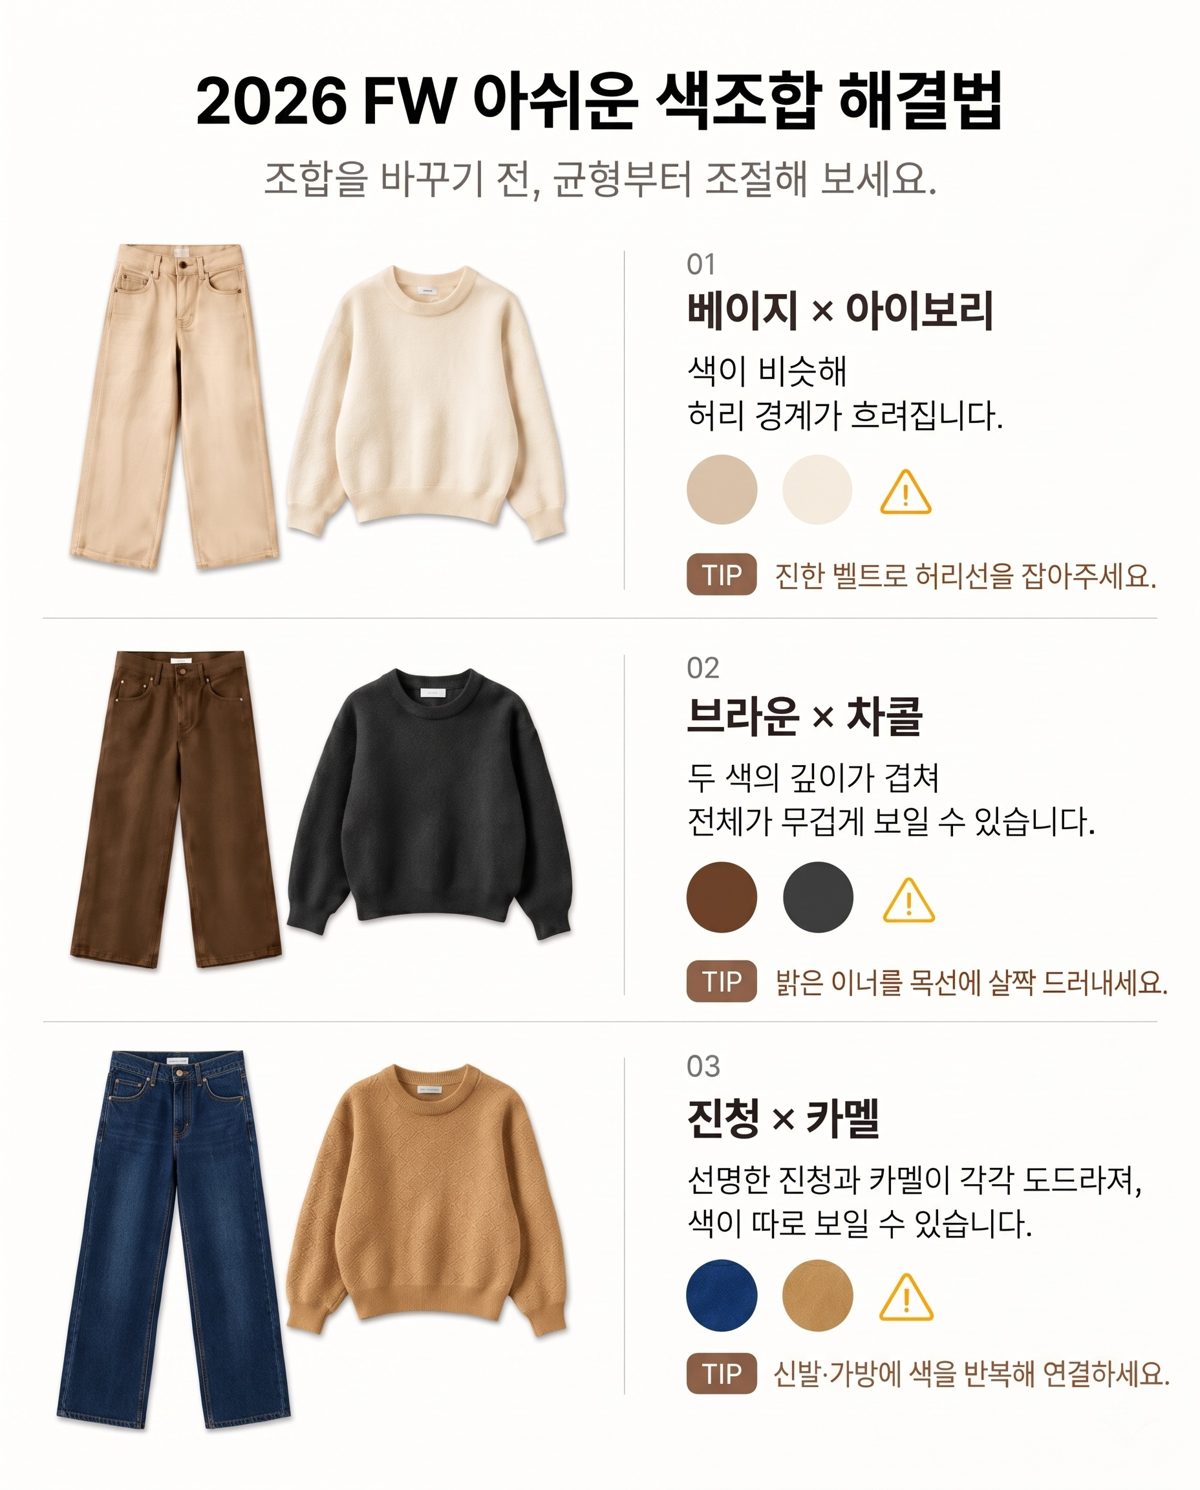 2026 FW 아쉬운 색조합 해결법
조합을 바꾸기 전, 균형부터 조절해 보세요.
01
베이지 × 아이보리
색이 비슷해
허리 경계가 흐려집니다.
TIP 진한 벨트로 허리선을 잡아주세요.
02
브라운 × 차콜
두 색의 깊이가 겹쳐
전체가 무겁게 보일 수 있습니다.
TIP 밝은 이너를 목선에 살짝 드러내세요.
03
진청 × 카멜
선명한 진청과 카멜이 각각 도드라져,
색이 따로 보일 수 있습니다.
TIP 신발·가방에 색을 반복해 연결하세요.